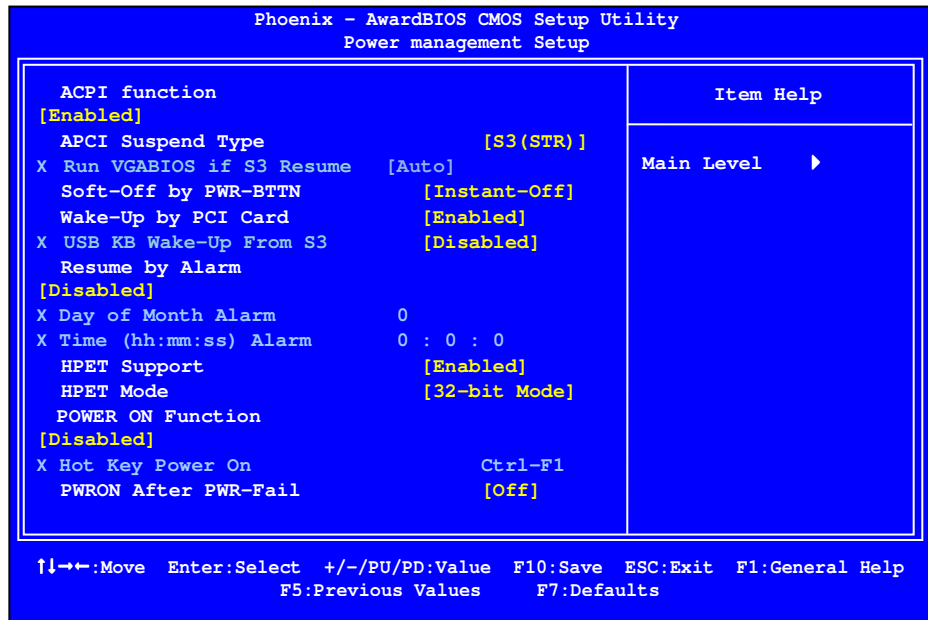 Phoenix - AwardBIOS CMOS Setup Utility
Power management Setup
ACPI function
[Enabled]
APCI Suspend Type [S3(STR)]
X Run VGABIOS if S3 Resume [Auto]
Soft-Off by PWR-BTTN [Instant-Off]
Wake-Up by PCI Card [Enabled]
X USB KB Wake-Up From S3 [Disabled]
Resume by Alarm
[Disabled]
X Day of Month Alarm 0
X Time (hh:mm:ss) Alarm 0 : 0 : 0
HPET Support [Enabled]
HPET Mode [32-bit Mode]
POWER ON Function
[Disabled]
X Hot Key Power On Ctrl-F1
PWRON After PWR-Fail [Off]
Item Help
Main Level
↑↓→←:Move Enter:Select +/-/PU/PD:Value F10:Save ESC:Exit F1:General Help
F5:Previous Values F7:Defaults